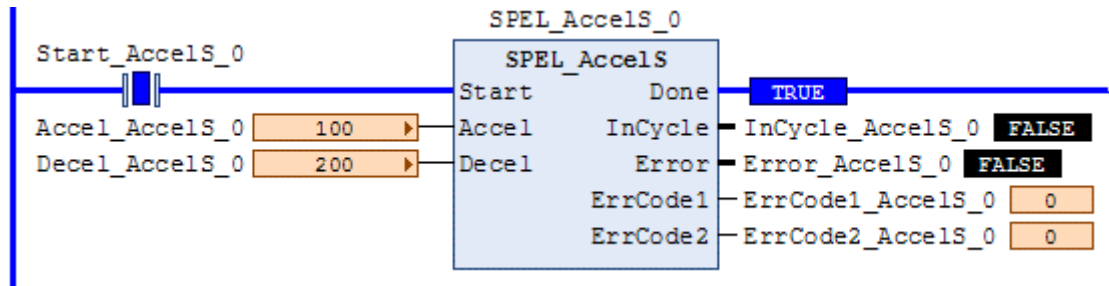 SPEL_AccelS_0
Start_AccelS_0
SPEL_AccelS
Start Done TRUE
Accel_AccelS_0 100 Accel InCycle InCycle_AccelS_0 FALSE
Decel_AccelS_0 200 Decel Error Error_AccelS_0 FALSE
ErrCode1 ErrCode1_AccelS_0 0
ErrCode2 ErrCode2_AccelS_0 0